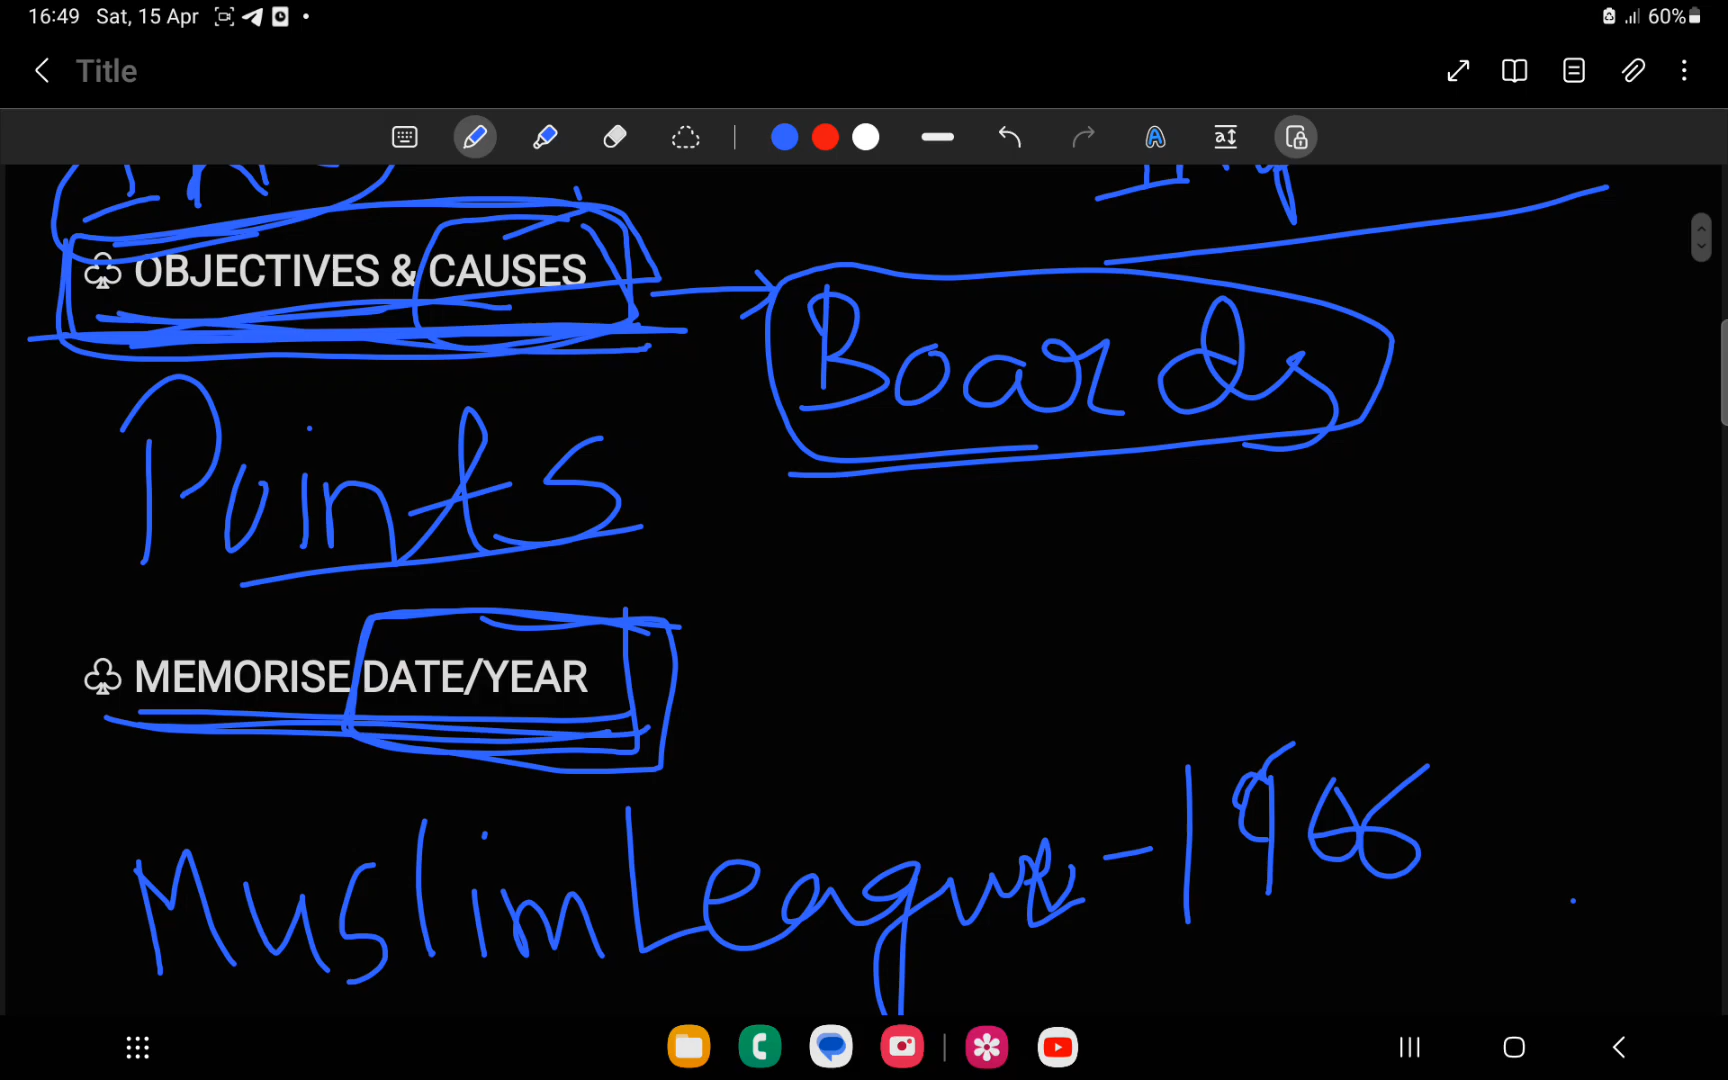 16:49 Sat, 15 Apr 60%
Title
♧ OBJECTIVES & CAUSES
Boards
Points
♧ MEMORISE DATE/YEAR
Muslim League - 1906